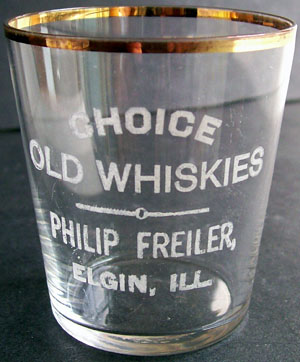 CHOICE
OLD WHISKIES
PHILIP FREILER,
ELGIN, ILL.